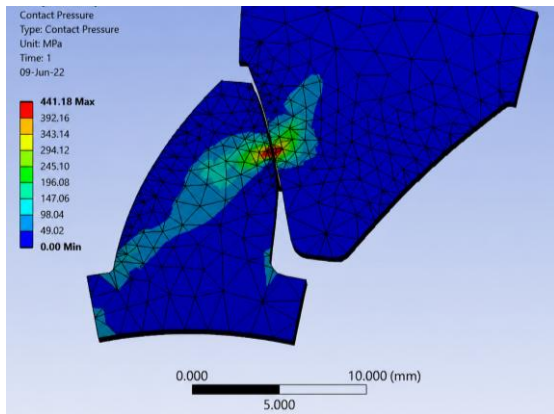 Contact Pressure
Type: Contact Pressure
Unit: MPa
Time: 1
09-Jun-22
441.18 Max
392.16
343.14
294.12
245.10
196.08
147.06
98.04
49.02
0.00 Min
0.000
10.000 (mm)
5.000